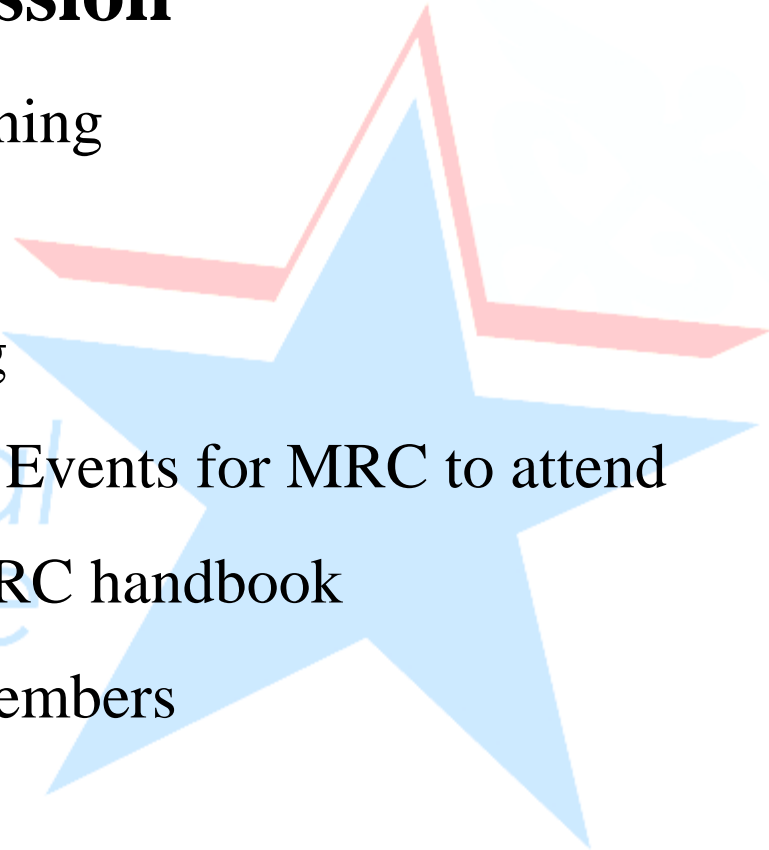 ssion
ning
g
Events for MRC to attend
RC handbook
embers